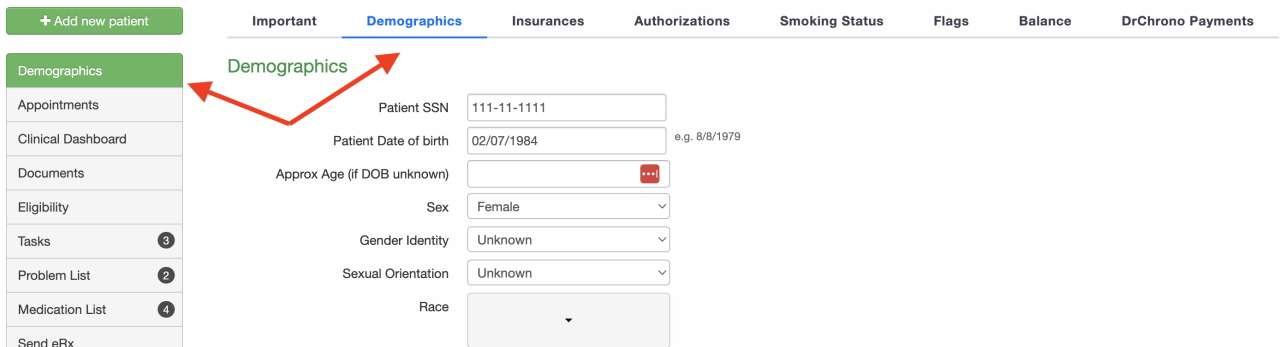 + Add new patient
Important Demographics Insurances Authorizations Smoking Status Flags Balance DrChrono Payments
Demographics
Appointments
Clinical Dashboard
Documents
Eligibility
Tasks 3
Problem List 2
Medication List 4
Send eRx
Demographics
Patient SSN 111-11-1111
Patient Date of birth 02/07/1984 e.g. 8/8/1979
Approx Age (if DOB unknown)
Sex Female
Gender Identity Unknown
Sexual Orientation Unknown
Race